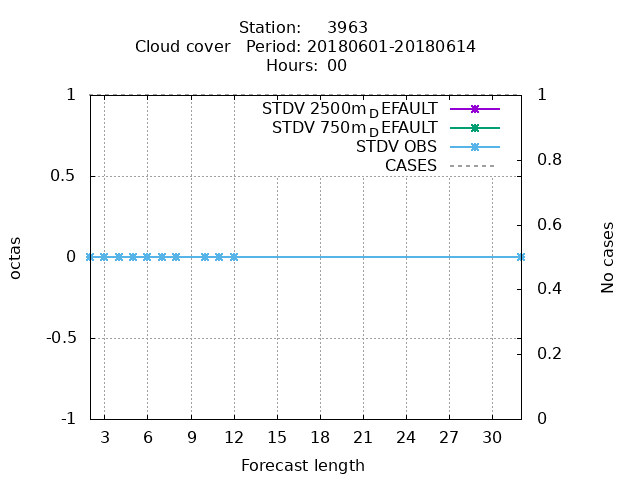 Station: 3963
Cloud cover Period: 20180601-20180614
Hours: 00
STDV 2500m_DEFAULT
STDV 750m_DEFAULT
STDV OBS
CASES
1
0.5
0
-0.5
-1
octas
1
0.8
0.6
0.4
0.2
0
No cases
3 6 9 12 15 18 21 24 27 30
Forecast length